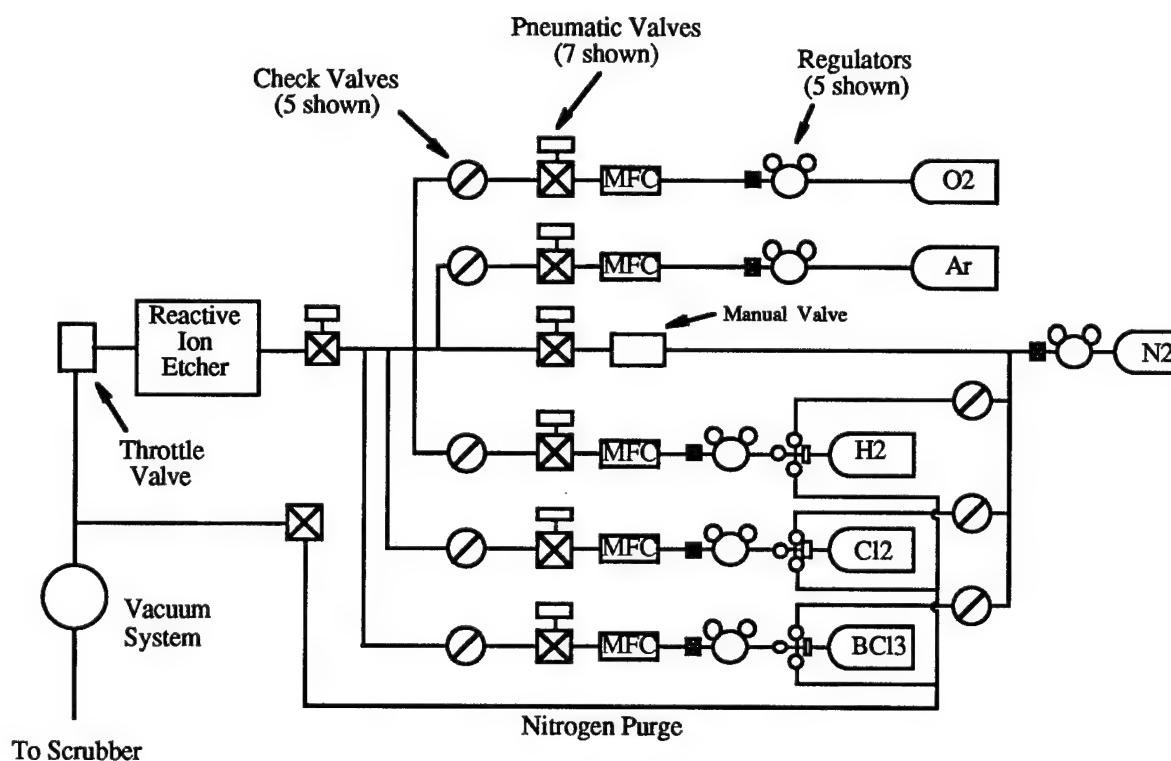 Pneumatic Valves
(7 shown)
Regulators
(5 shown)
Check Valves
(5 shown)
MFC
O2
MFC
Ar
Manual Valve
Reactive
Ion
Etcher
N2
Throttle
Valve
MFC
H2
MFC
Cl2
Vacuum
System
MFC
BCl3
Nitrogen Purge
To Scrubber